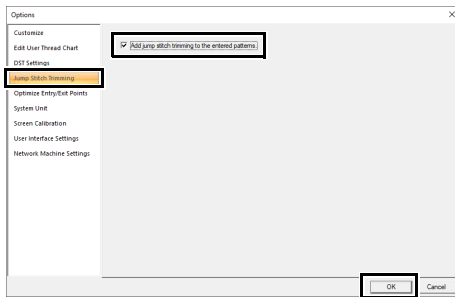 Options
Customize
Edit User Thread Chart
DST Settings
Jump Stitch Trimming
Optimize Entry/Exit Points
System Unit
Screen Calibration
User Interface Settings
Network Machine Settings
Add jump stitch trimming to the entered patterns.
OK
Cancel